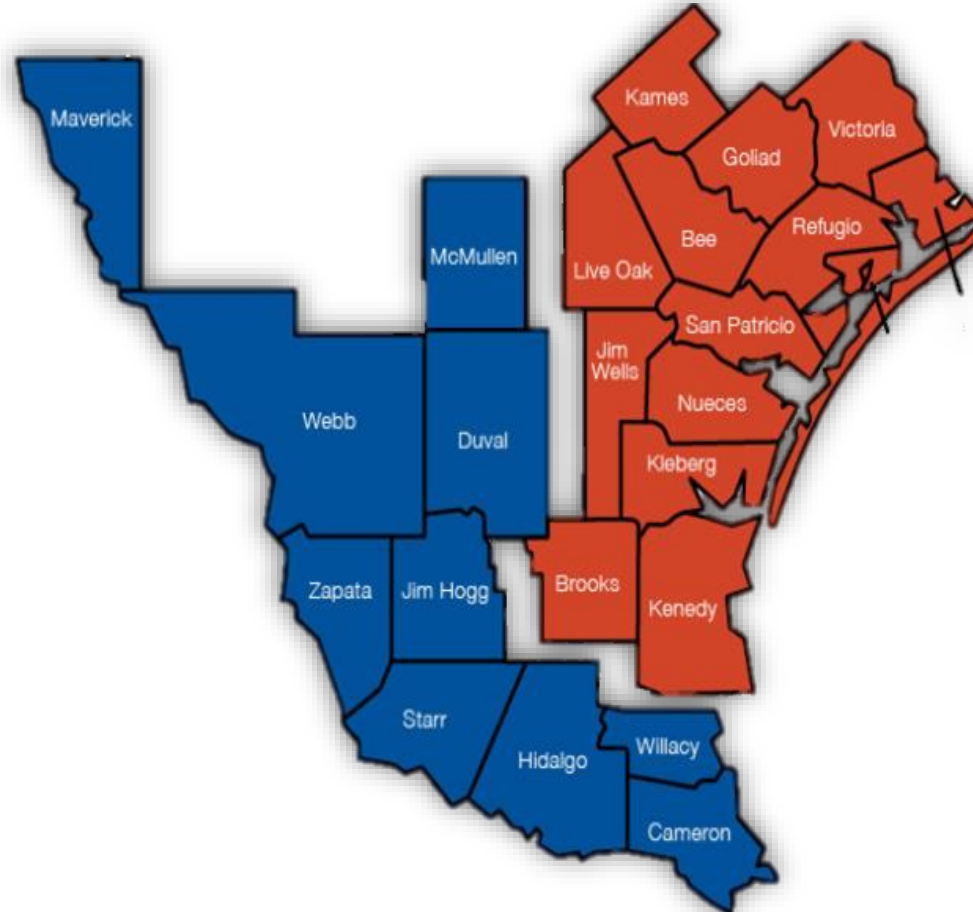 Kames
Maverick
Victoria
Goliad
Refugio
Bee
McMullen
Live Oak
San Patricio
Jim
Wells
Nueces
Webb
Duval
Kleberg
Zapata
Jim Hogg
Brooks
Kenedy
Starr
Willacy
Hidalgo
Cameron